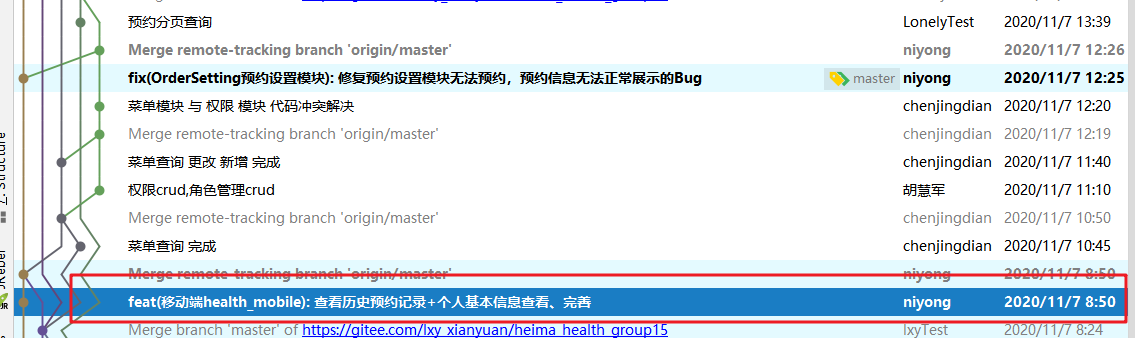 预约分页查询 LonelyTest 2020/11/7 13:39
Merge remote-tracking branch 'origin/master' niyong 2020/11/7 12:26
fix(OrderSetting预约设置模块): 修复预约设置模块无法预约，预约信息无法正常展示的Bug master niyong 2020/11/7 12:25
菜单模块 与 权限 模块 代码冲突解决 chenjingdian 2020/11/7 12:20
Merge remote-tracking branch 'origin/master' chenjingdian 2020/11/7 12:19
菜单查询 更改 新增 完成 chenjingdian 2020/11/7 11:40
权限crud,角色管理crud 胡慧军 2020/11/7 11:10
Merge remote-tracking branch 'origin/master' chenjingdian 2020/11/7 10:50
菜单查询 完成 chenjingdian 2020/11/7 10:45
Merge remote-tracking branch 'origin/master' niyong 2020/11/7 8:50
feat(移动端health_mobile): 查看历史预约记录+个人基本信息查看、完善 niyong 2020/11/7 8:50
Merge branch 'master' of https://gitee.com/lxy_xianyuan/heima_health_group15 lxyTest 2020/11/7 8:24
7: Structure
JRebel